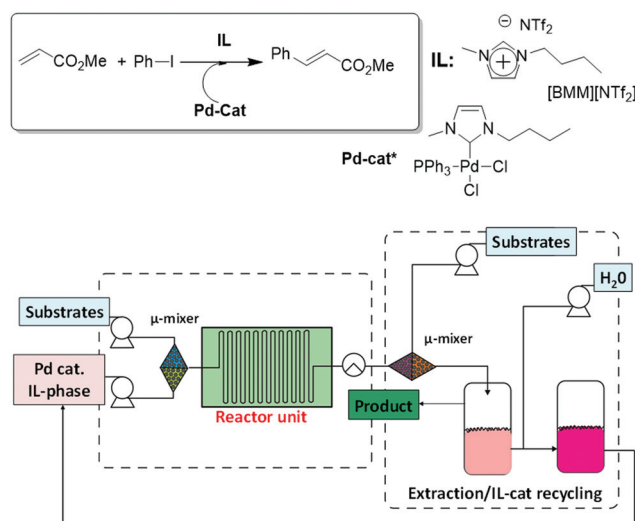 IL
⊖ NTf2
CO2Me + Ph–I
Ph CO2Me
Pd-Cat
IL:
N + N
[BMM][NTf2]
Pd-cat*
N N
PPh3-Pd-Cl
Cl
Substrates
H20
Substrates
µ-mixer
µ-mixer
Pd cat.
IL-phase
Reactor unit
Product
Extraction/IL-cat recycling